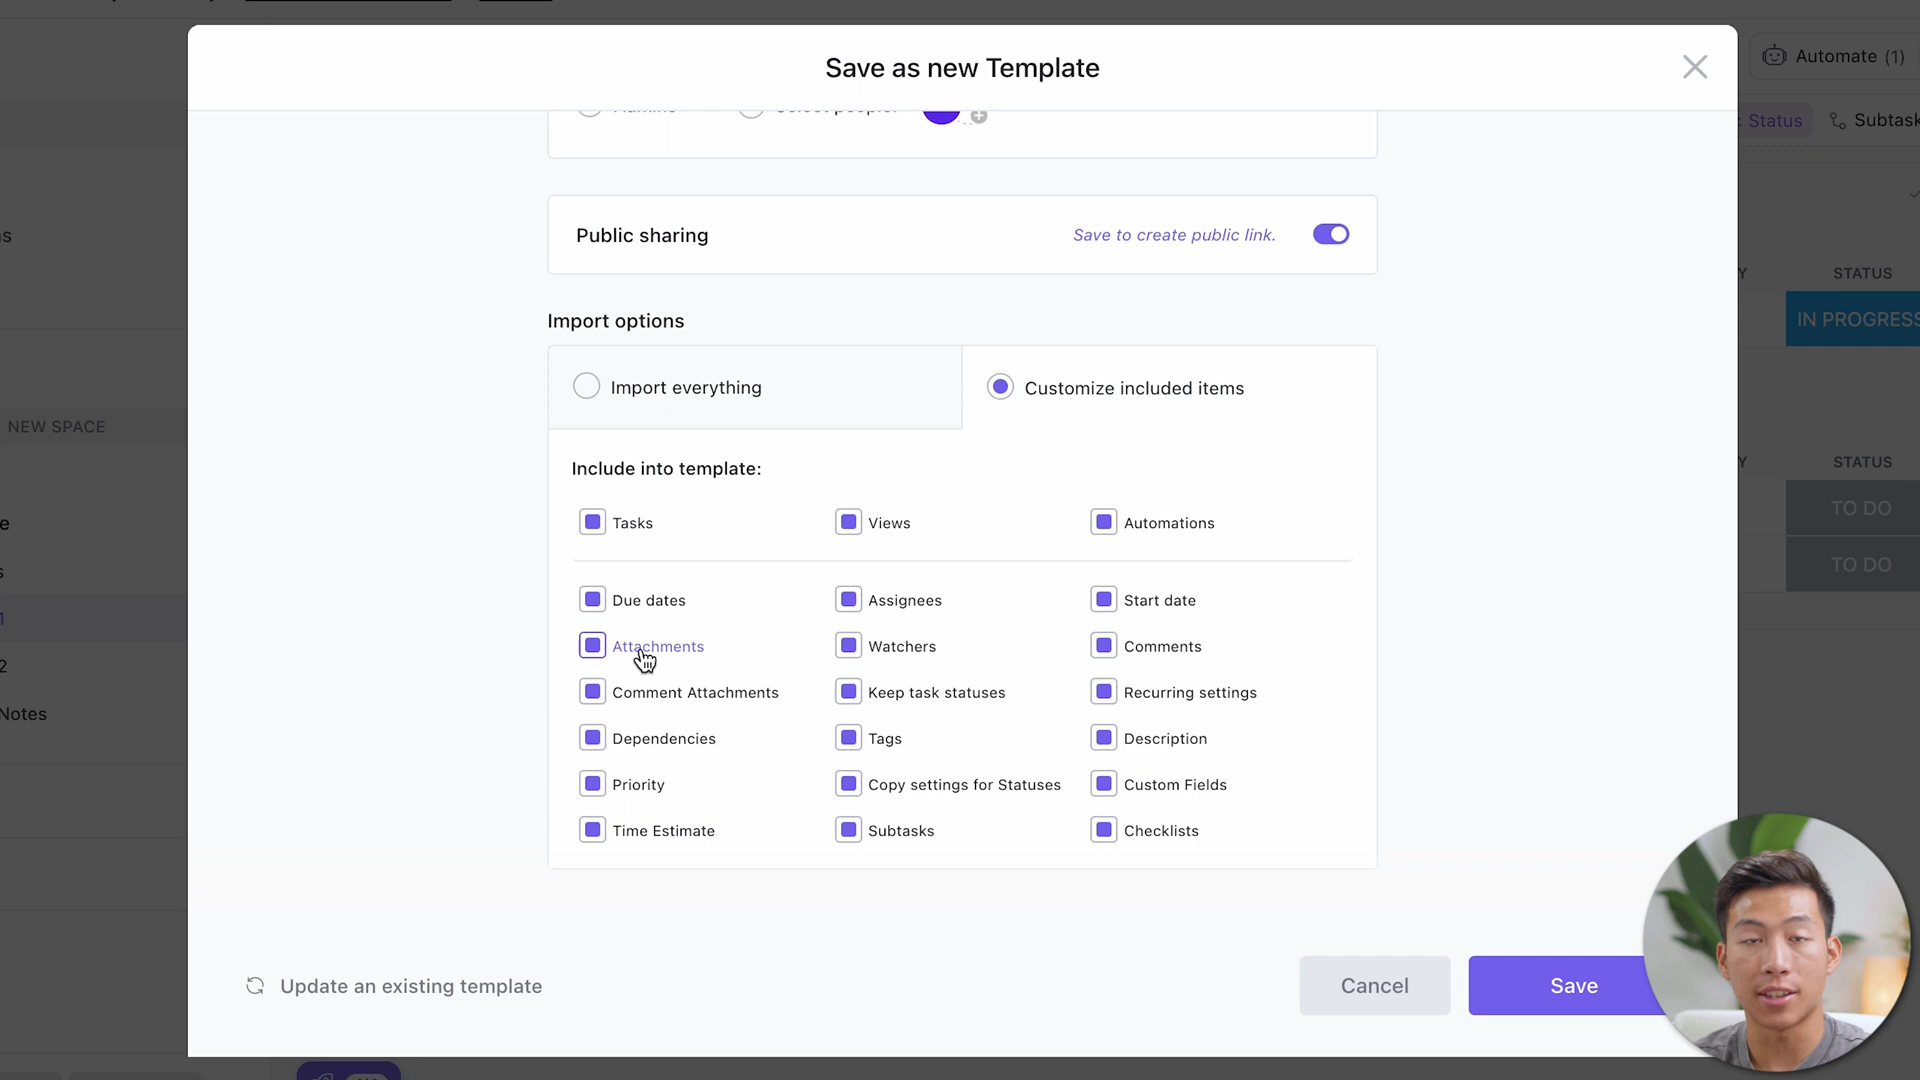 Save as new Template
Automate (1)
Status
Subtask
Public sharing
Save to create public link.
Import options
Import everything
Customize included items
Include into template:
Tasks
Views
Automations
Due dates
Assignees
Start date
Attachments
Watchers
Comments
Comment Attachments
Keep task statuses
Recurring settings
Dependencies
Tags
Description
Priority
Copy settings for Statuses
Custom Fields
Time Estimate
Subtasks
Checklists
Update an existing template
Cancel
Save
NEW SPACE
Notes
STATUS
IN PROGRESS
STATUS
TO DO
TO DO